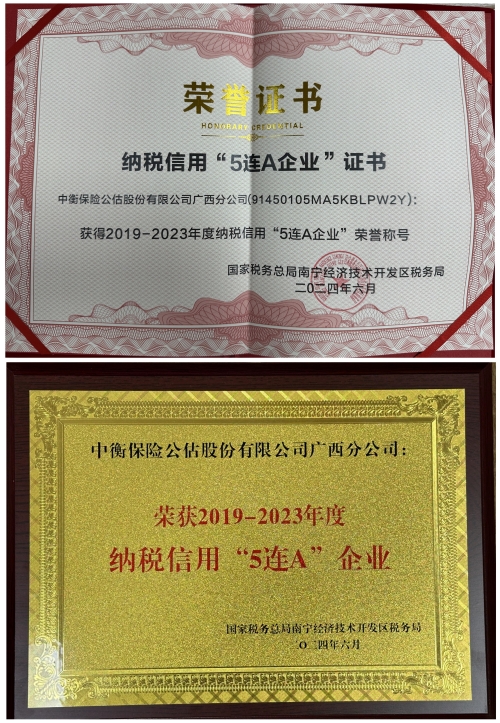 荣誉证书
HONORARY CREDENTIAL
纳税信用“5连A企业”证书
中衡保险公估股份有限公司广西分公司(91450105MA5KBLPW2Y)：
获得2019-2023年度纳税信用“5连A企业”荣誉称号
国家税务总局南宁经济技术开发区税务局
二〇二四年六月
中衡保险公估股份有限公司广西分公司：
荣获2019-2023年度
纳税信用“5连A”企业
国家税务总局南宁经济技术开发区税务局
二〇二四年六月